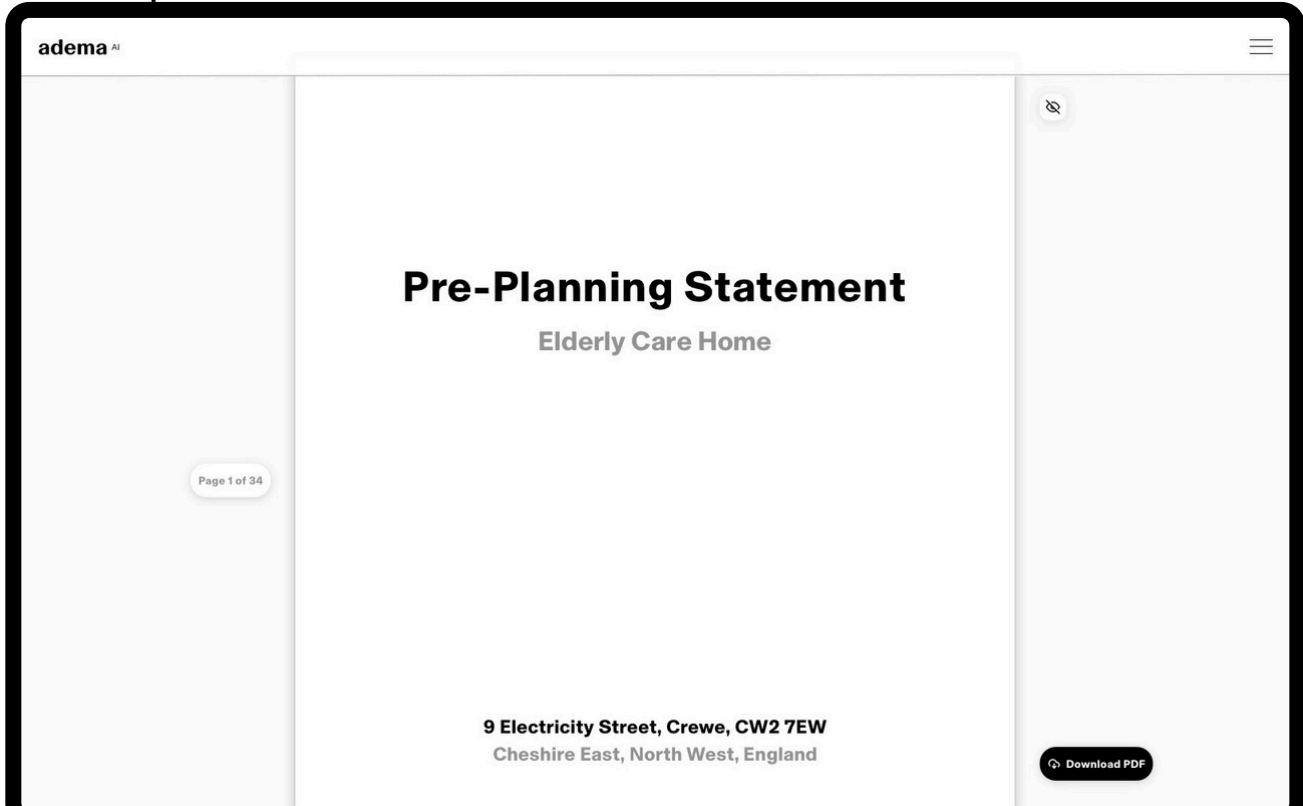 adema AI
Pre-Planning Statement
Elderly Care Home
Page 1 of 34
9 Electricity Street, Crewe, CW2 7EW
Cheshire East, North West, England
Download PDF